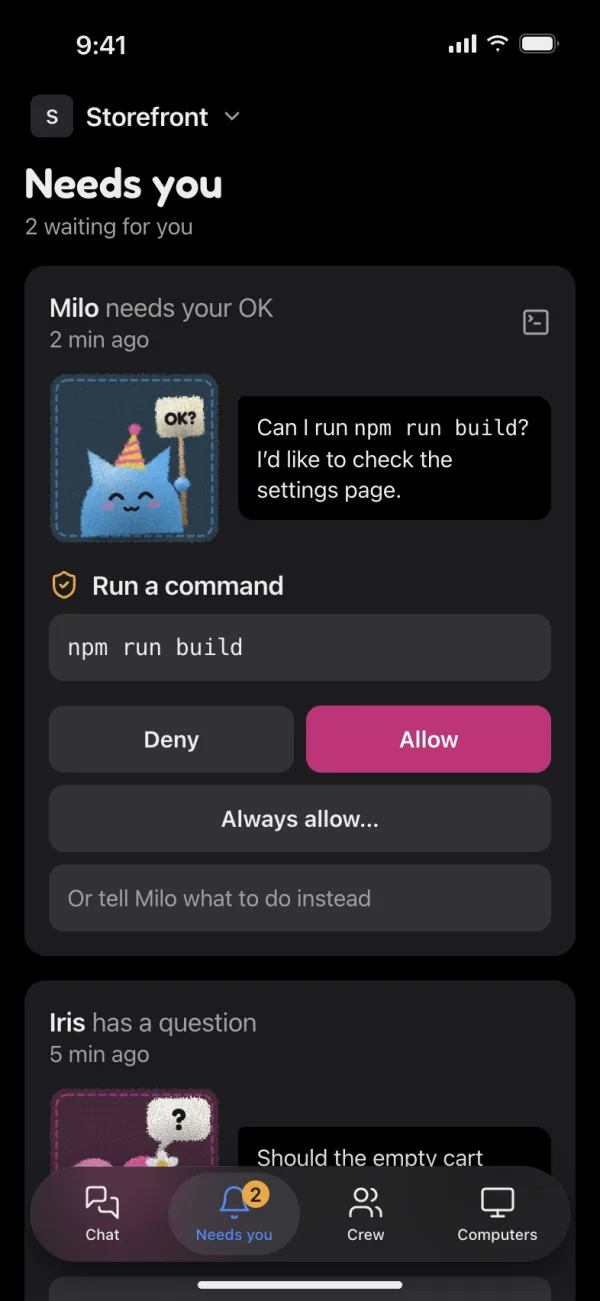 9:41
S Storefront
Needs you
2 waiting for you
Milo needs your OK
2 min ago
OK?
Can I run npm run build?
I'd like to check the
settings page.
Run a command
npm run build
Deny
Allow
Always allow...
Or tell Milo what to do instead
Iris has a question
5 min ago
?
Should the empty cart
2
Chat
Needs you
Crew
Computers